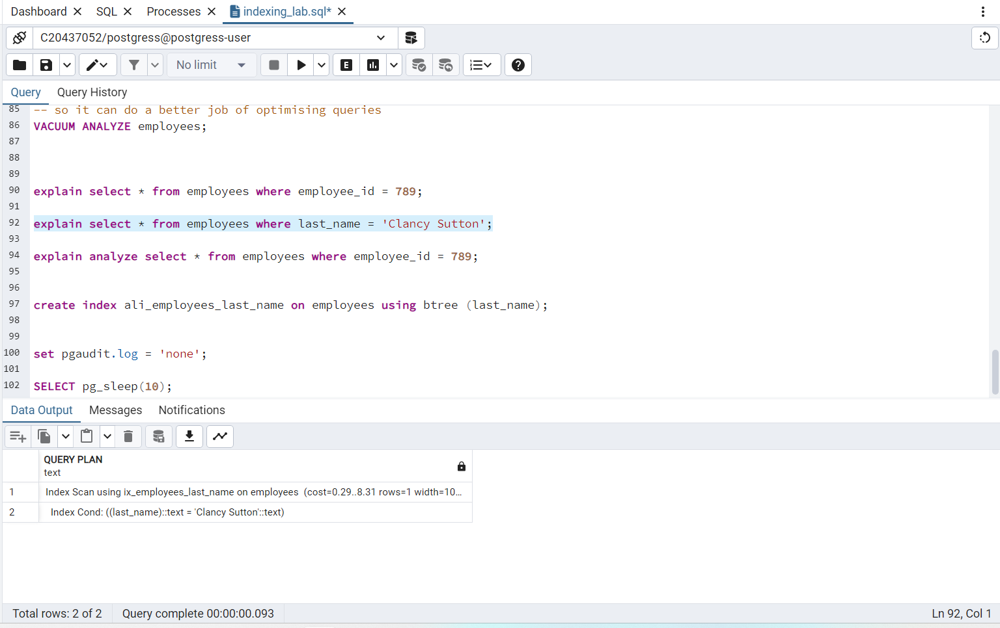 Dashboard
SQL
Processes
indexing_lab.sql*
C20437052/postgress@postgress-user
No limit
E
Query
Query History
85 -- so it can do a better job of optimising queries
86 VACUUM ANALYZE employees;
87
88
89
90 explain select * from employees where employee_id = 789;
91
92 explain select * from employees where last_name = 'Clancy Sutton';
93
94 explain analyze select * from employees where employee_id = 789;
95
96
97 create index ali_employees_last_name on employees using btree (last_name);
98
99
100 set pgaudit.log = 'none';
101
102 SELECT pg_sleep(10);
Data Output
Messages
Notifications
QUERY PLAN
text
1 Index Scan using ix_employees_last_name on employees (cost=0.29..8.31 rows=1 width=10...
2 Index Cond: ((last_name)::text = 'Clancy Sutton'::text)
Total rows: 2 of 2
Query complete 00:00:00.093
Ln 92, Col 1